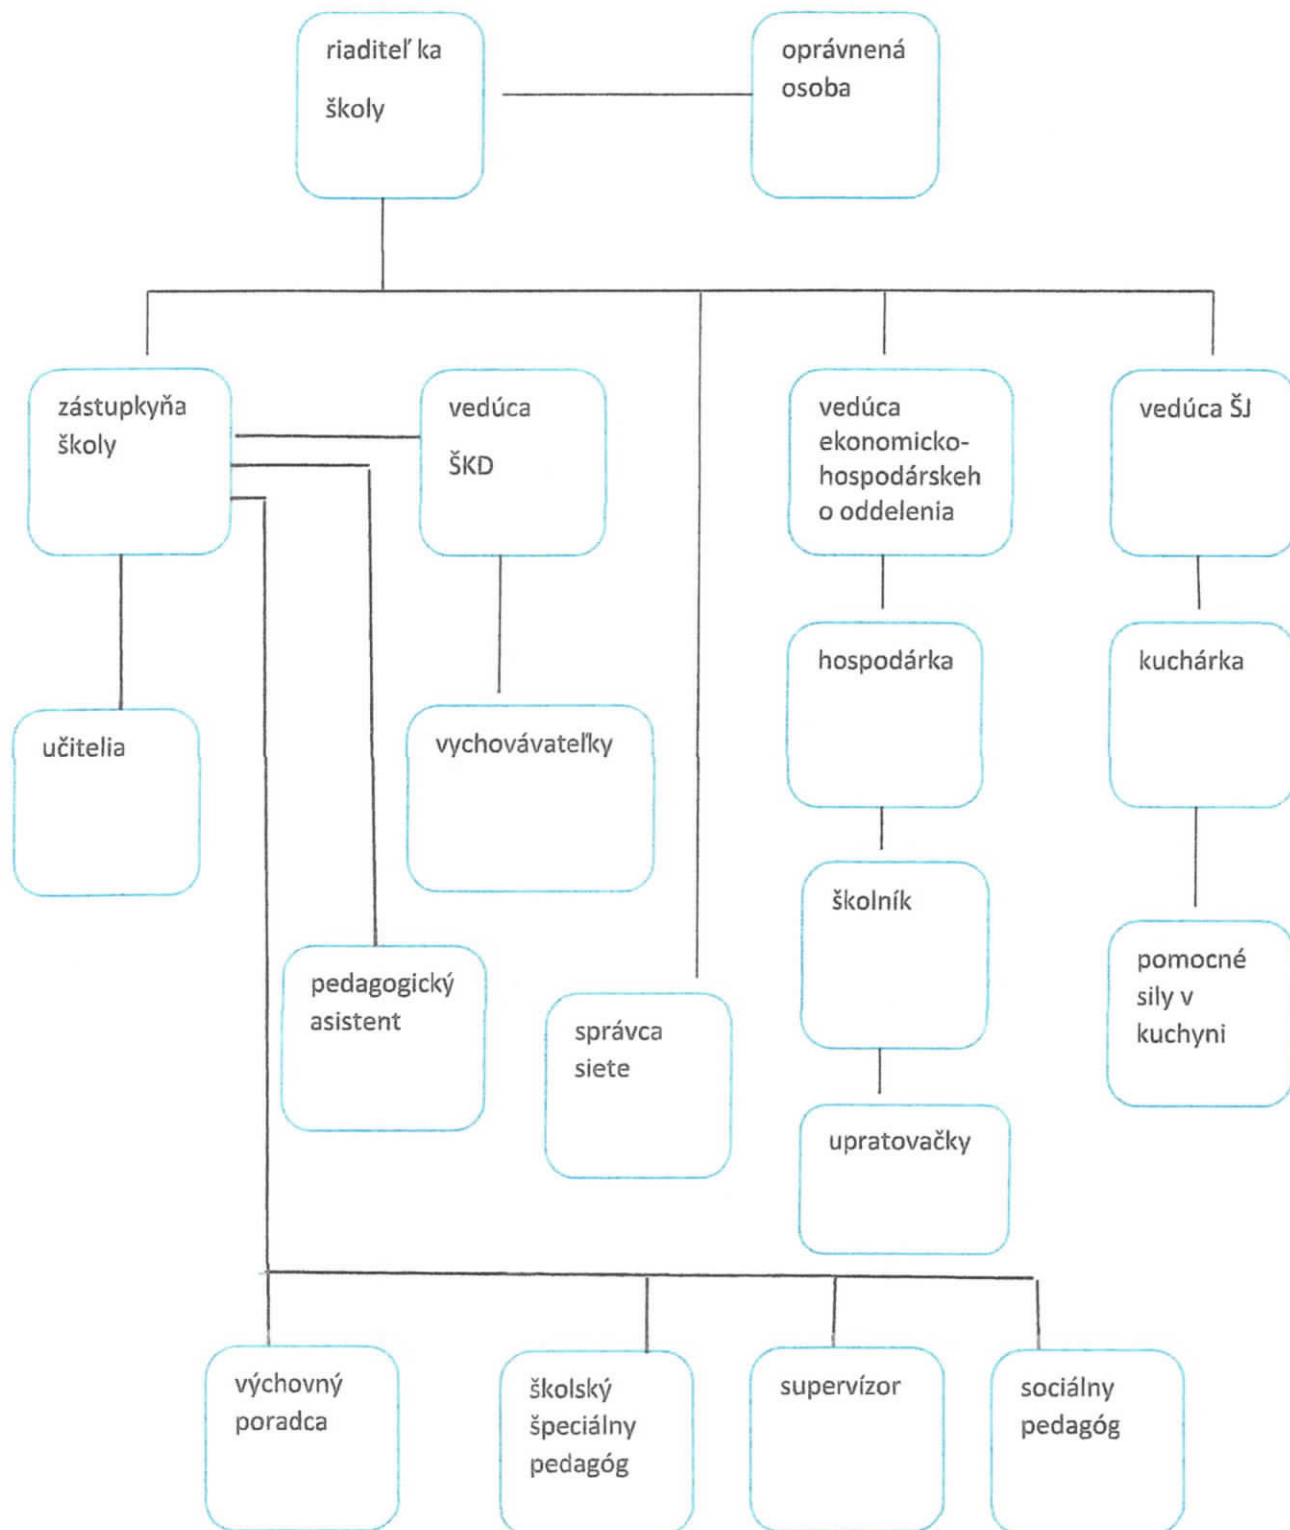 riaditeľ ka
školy
oprávnená
osoba
zástupkyňa
školy
vedúca
ŠKD
vedúca
ekonomicko-
hospodárskeh
o oddelenia
vedúca ŠJ
hospodárka
kuchárka
učitelia
vychovávateľky
školník
pedagogický
asistent
správca
siete
pomocné
sily v
kuchyni
upratovačky
výchovný
poradca
školský
špeciálny
pedagóg
supervízor
sociálny
pedagóg